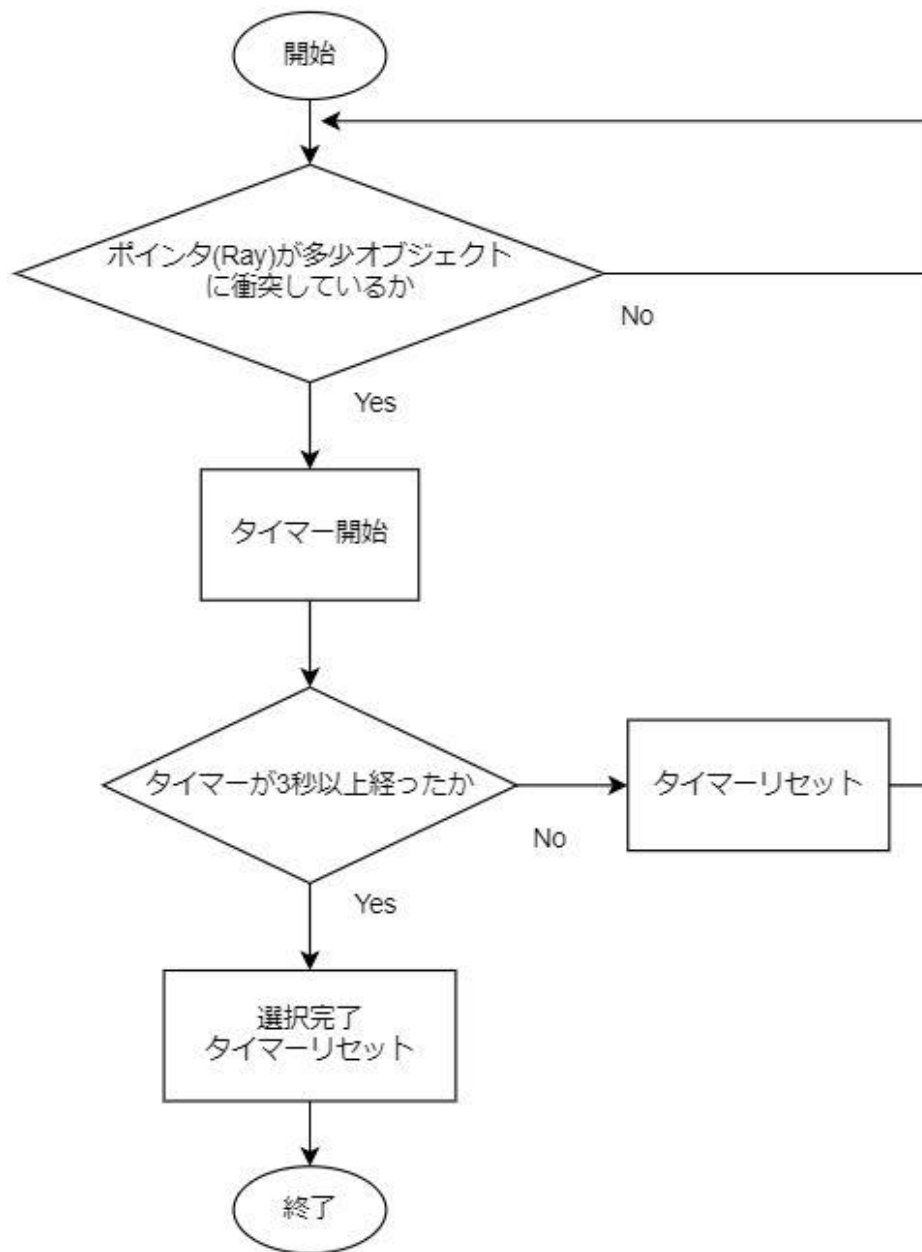 開始
ポインタ(Ray)が多少オブジェクト
に衝突しているか
No
Yes
タイマー開始
タイマーが3秒以上経ったか
タイマーリセット
No
Yes
選択完了
タイマーリセット
終了